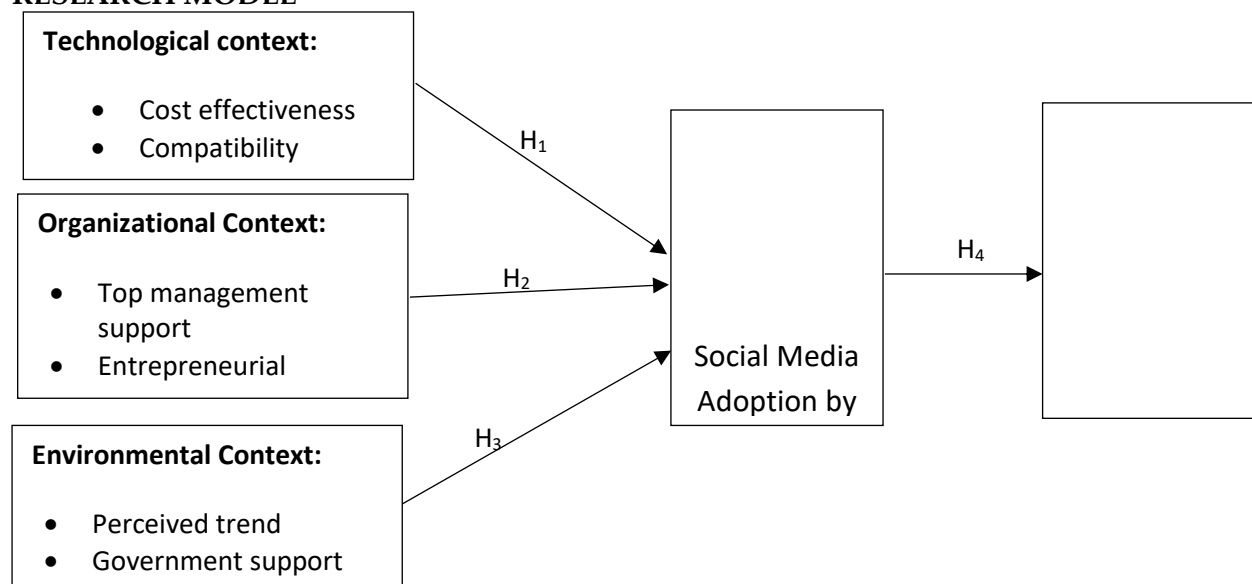 RESEARCH MODEL
Technological context:
• Cost effectiveness
• Compatibility
H₁
Organizational Context:
• Top management
support
• Entrepreneurial
H₂
H₄
Social Media
Adoption by
H₃
Environmental Context:
• Perceived trend
• Government support